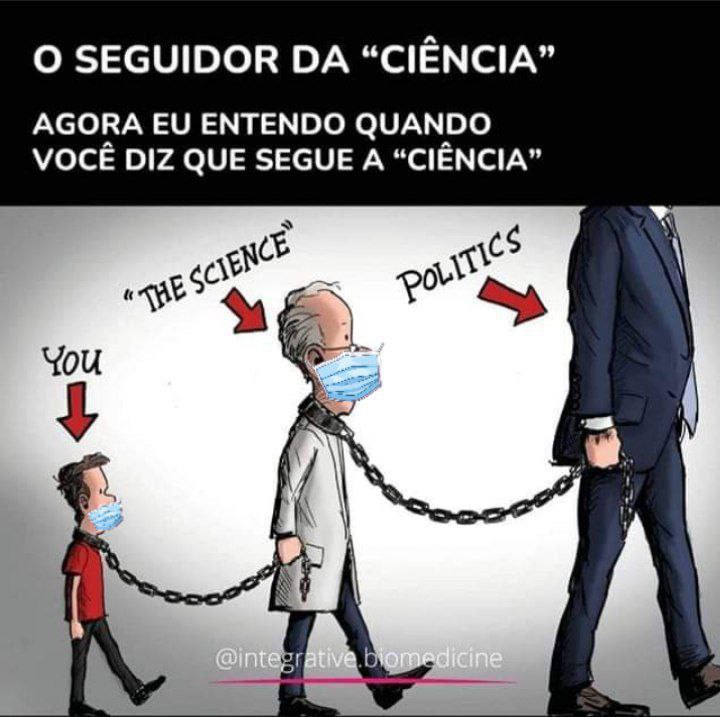 O SEGUIDOR DA “CIÊNCIA”
AGORA EU ENTENDO QUANDO
VOCÊ DIZ QUE SEGUE A “CIÊNCIA”
“THE SCIENCE”
POLITICS
YOU
@integrative.biomedicine